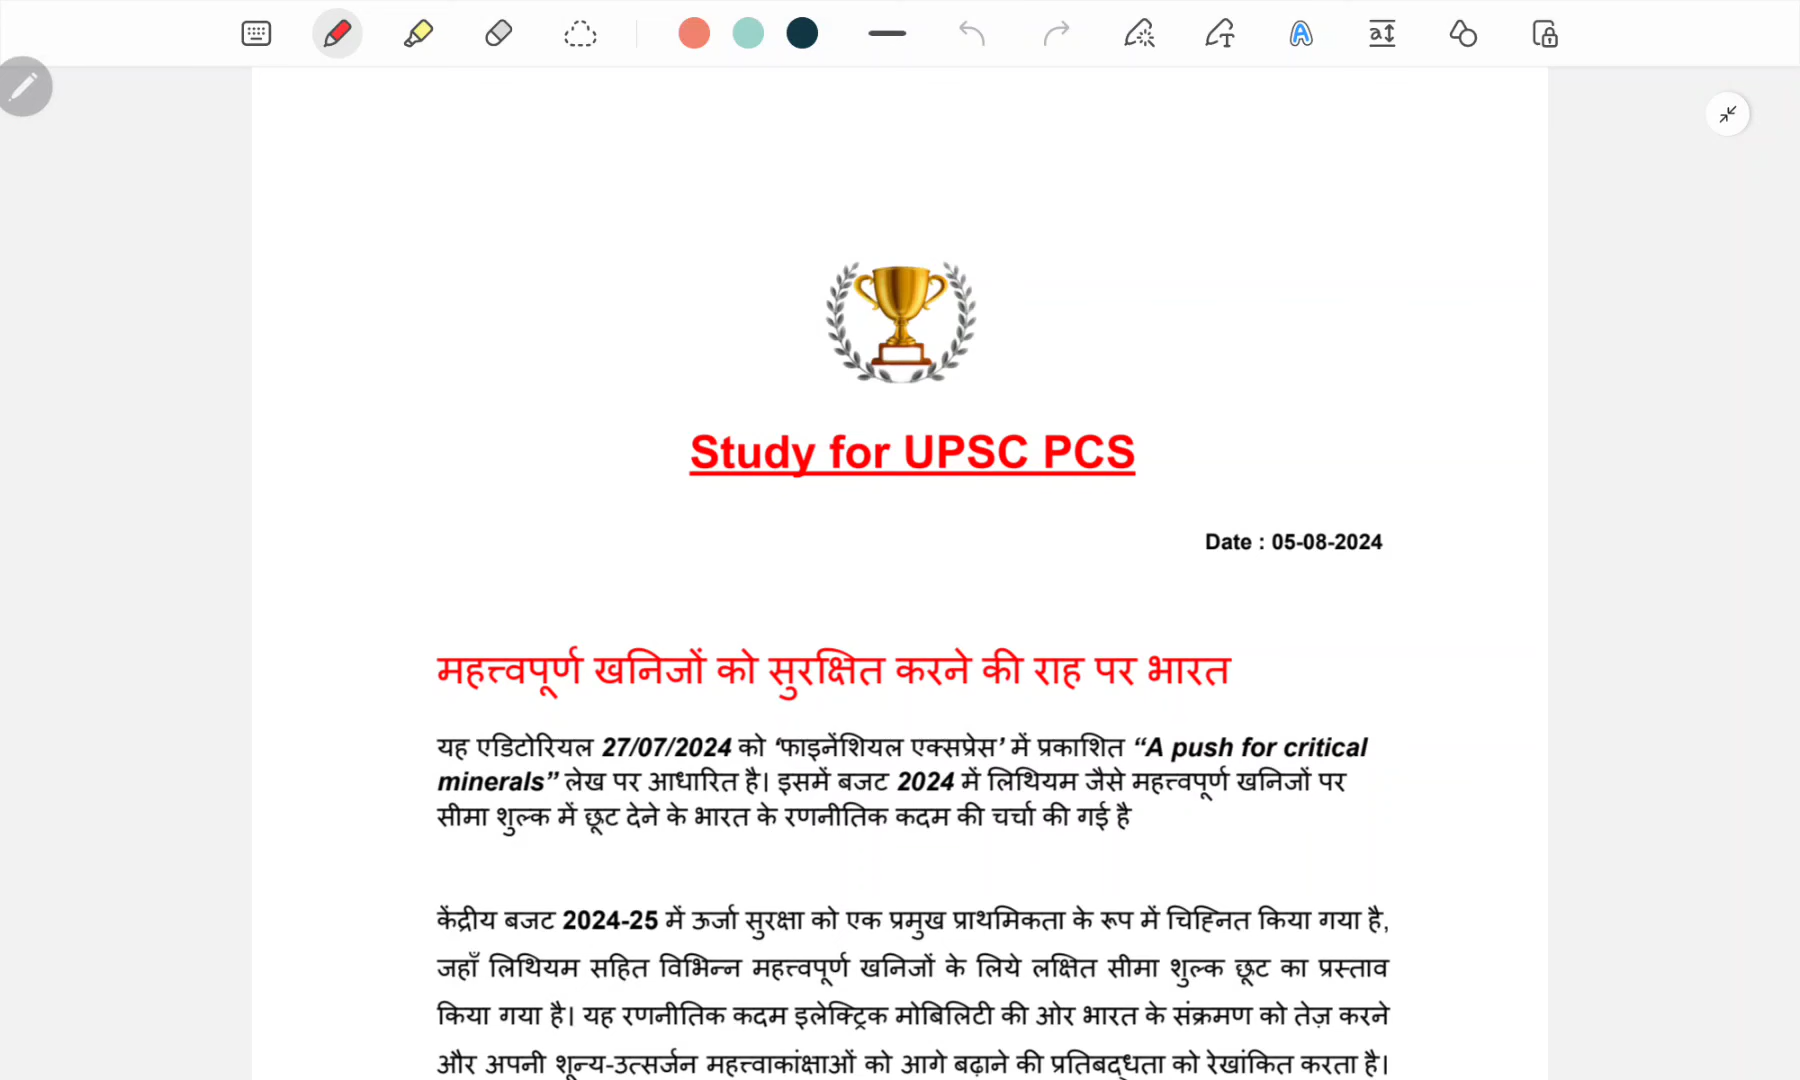 Study for UPSC PCS
Date : 05-08-2024
महत्त्वपूर्ण खनिजों को सुरक्षित करने की राह पर भारत
यह एडिटोरियल 27/07/2024 को ‘फाइनेंशियल एक्सप्रेस’ में प्रकाशित “A push for critical
minerals” लेख पर आधारित है। इसमें बजट 2024 में लिथियम जैसे महत्त्वपूर्ण खनिजों पर
सीमा शुल्क में छूट देने के भारत के रणनीतिक कदम की चर्चा की गई है
केंद्रीय बजट 2024-25 में ऊर्जा सुरक्षा को एक प्रमुख प्राथमिकता के रूप में चिह्नित किया गया है,
जहाँ लिथियम सहित विभिन्न महत्त्वपूर्ण खनिजों के लिये लक्षित सीमा शुल्क छूट का प्रस्ताव
किया गया है। यह रणनीतिक कदम इलेक्ट्रिक मोबिलिटी की ओर भारत के संक्रमण को तेज़ करने
और अपनी शून्य-उत्सर्जन महत्त्वाकांक्षाओं को आगे बढ़ाने की प्रतिबद्धता को रेखांकित करता है।